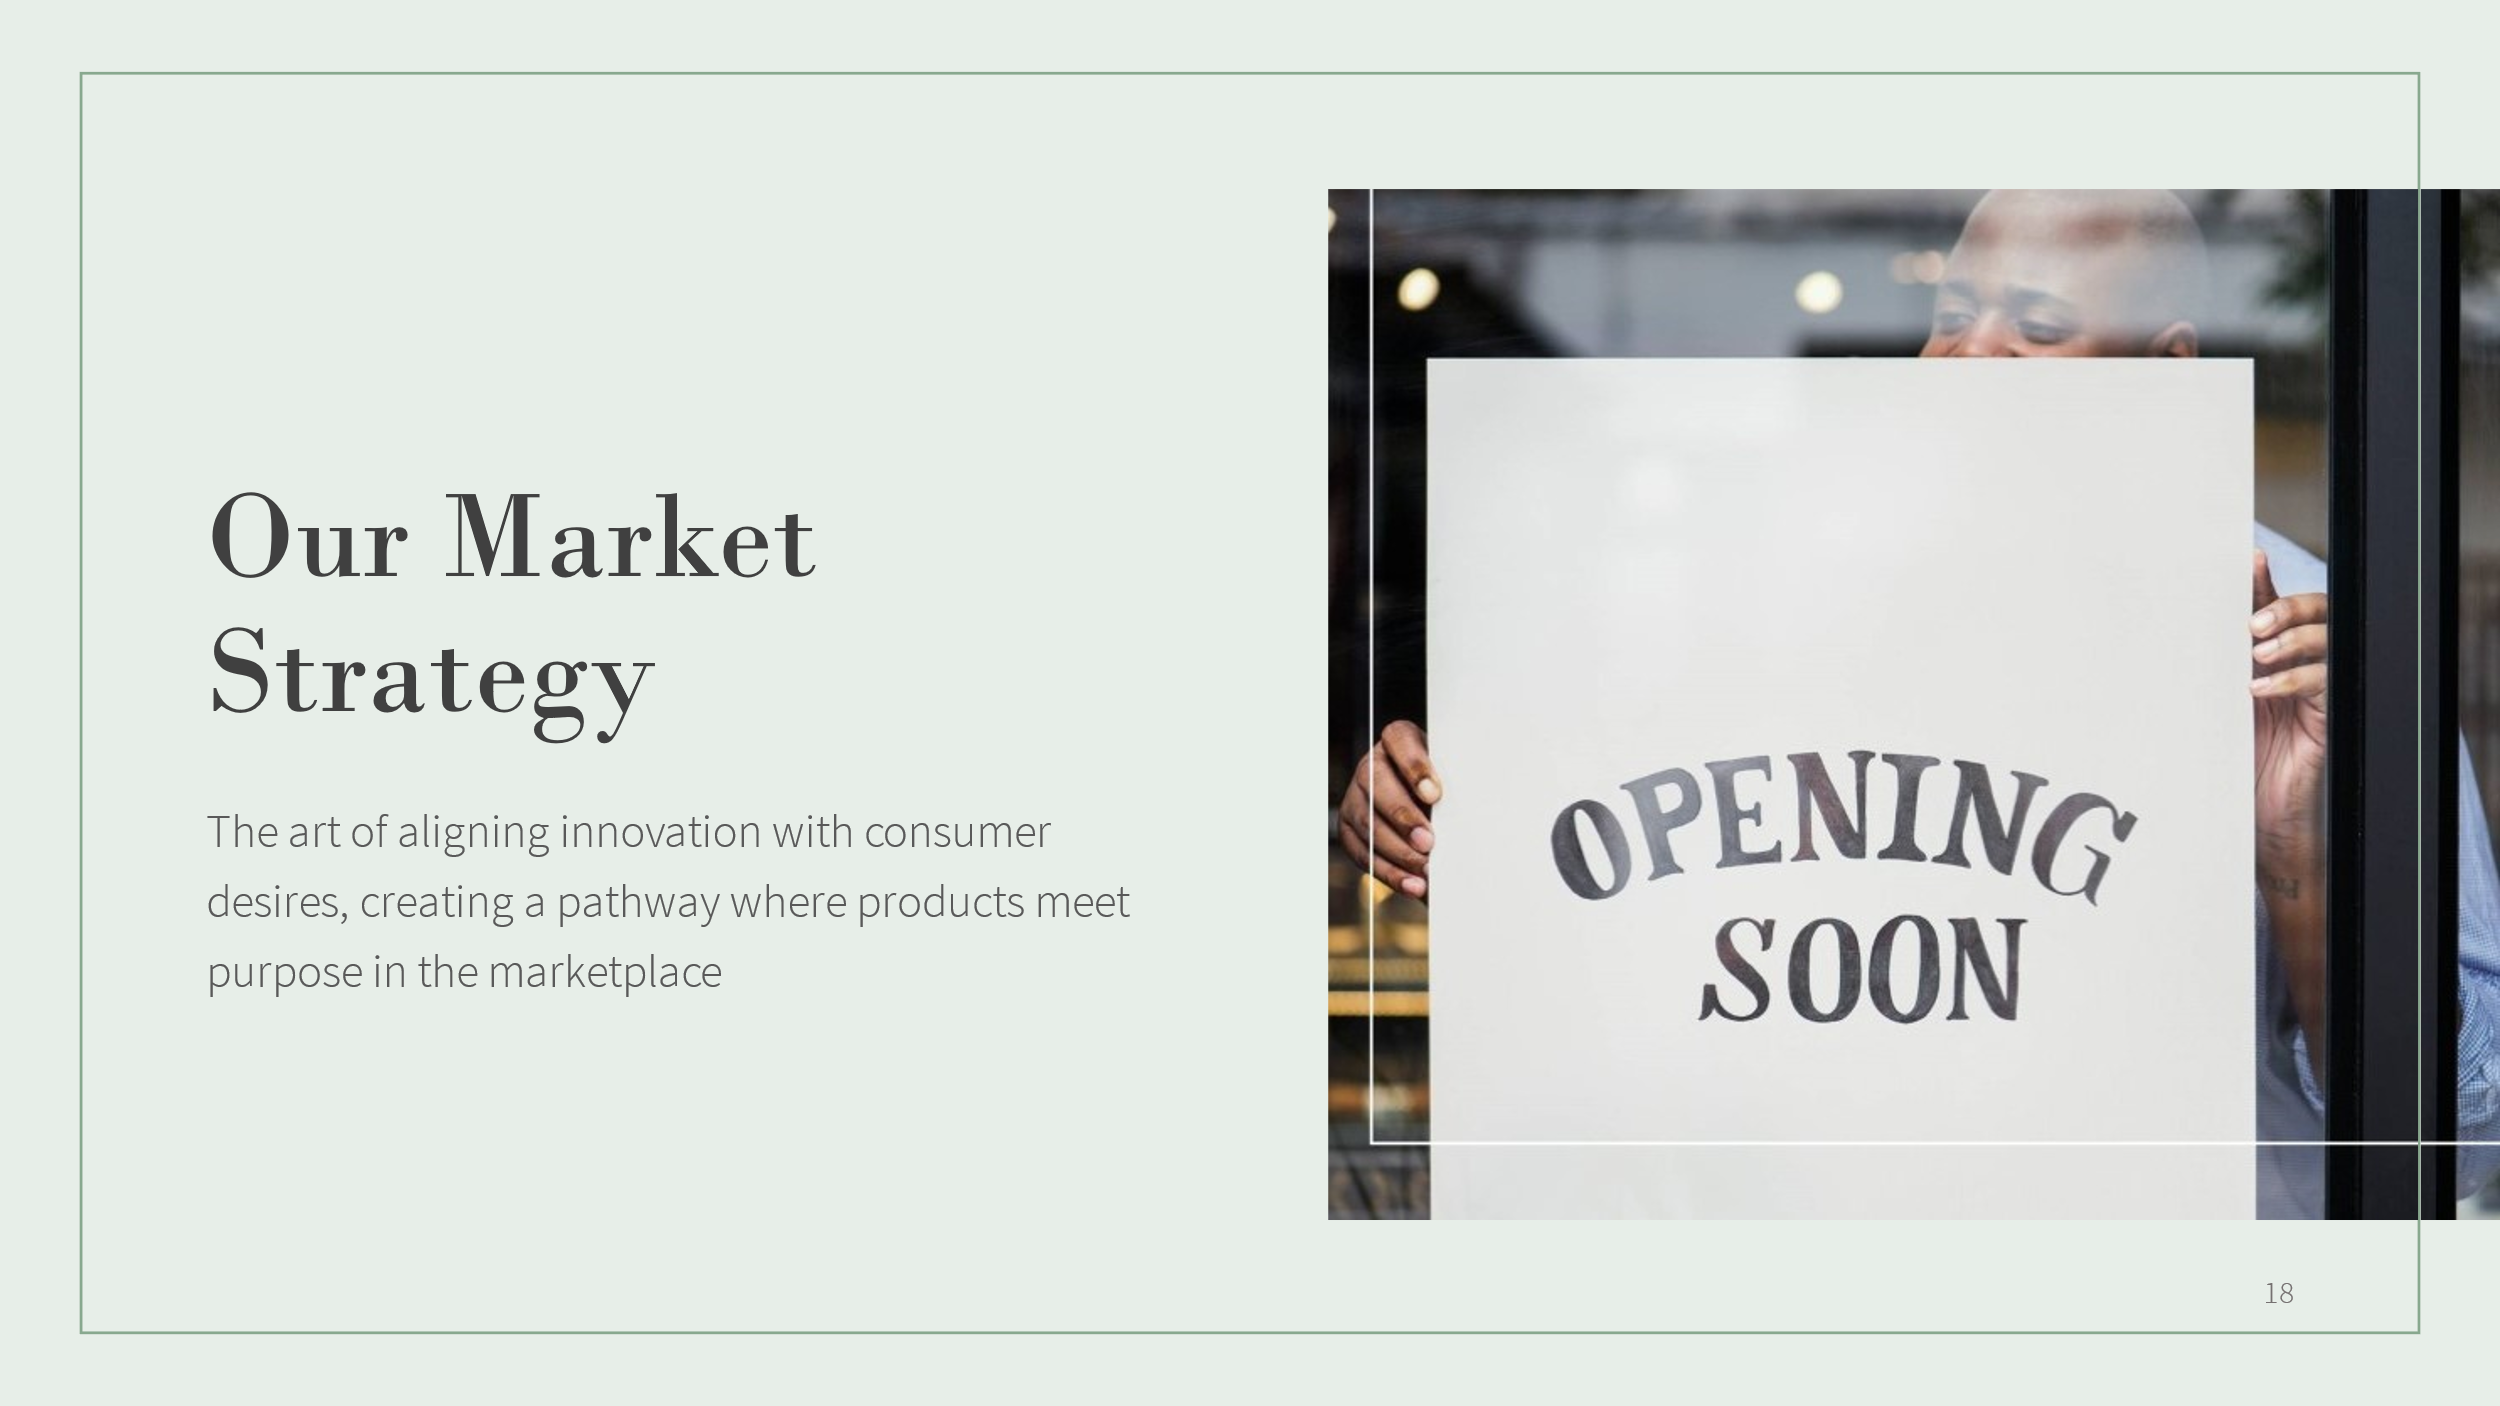 Our Market
Strategy
The art of aligning innovation with consumer
desires, creating a pathway where products meet
purpose in the marketplace
OPENING
SOON
18